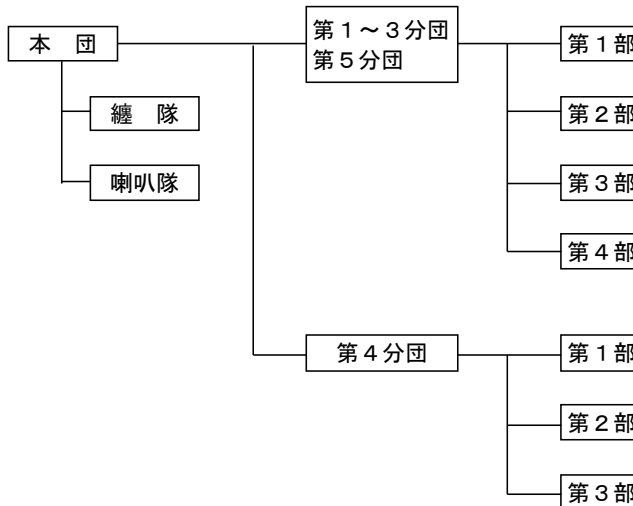 本　団
纏　隊
喇叭隊
第１～３分団
第５分団
第１部
第２部
第３部
第４部
第４分団
第１部
第２部
第３部